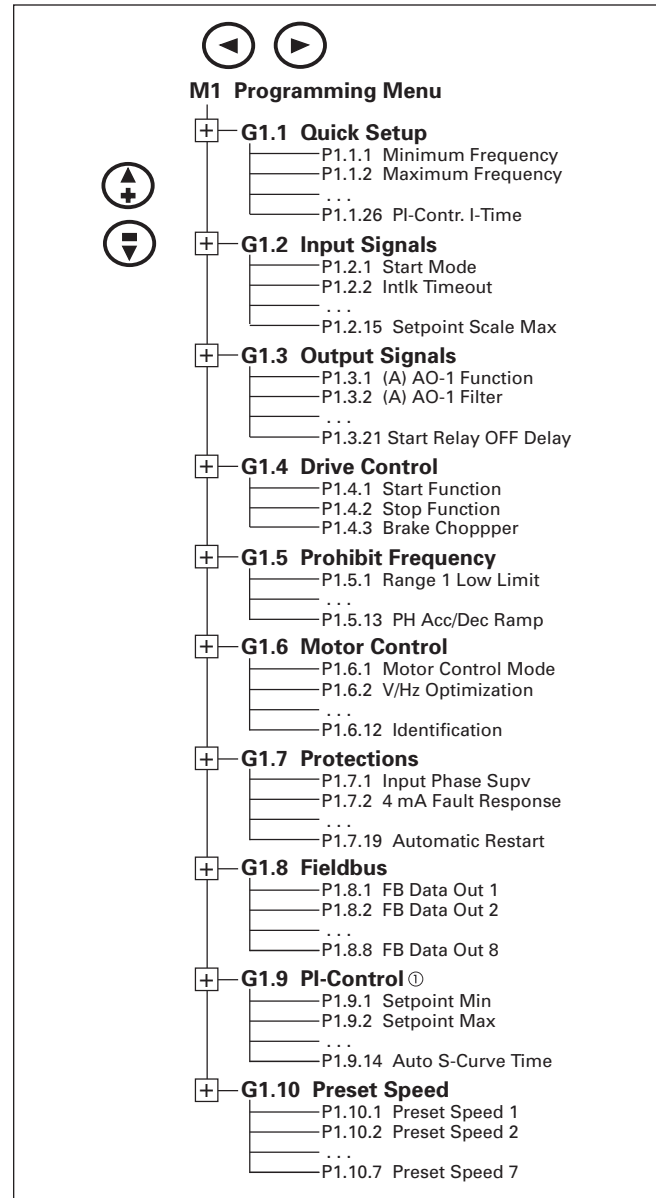 M1 Programming Menu
G1.1 Quick Setup
P1.1.1 Minimum Frequency
P1.1.2 Maximum Frequency
. . .
P1.1.26 PI-Contr. I-Time
G1.2 Input Signals
P1.2.1 Start Mode
P1.2.2 Intlk Timeout
. . .
P1.2.15 Setpoint Scale Max
G1.3 Output Signals
P1.3.1 (A) AO-1 Function
P1.3.2 (A) AO-1 Filter
. . .
P1.3.21 Start Relay OFF Delay
G1.4 Drive Control
P1.4.1 Start Function
P1.4.2 Stop Function
P1.4.3 Brake Choppper
G1.5 Prohibit Frequency
P1.5.1 Range 1 Low Limit
. . .
P1.5.13 PH Acc/Dec Ramp
G1.6 Motor Control
P1.6.1 Motor Control Mode
P1.6.2 V/Hz Optimization
. . .
P1.6.12 Identification
G1.7 Protections
P1.7.1 Input Phase Supv
P1.7.2 4 mA Fault Response
. . .
P1.7.19 Automatic Restart
G1.8 Fieldbus
P1.8.1 FB Data Out 1
P1.8.2 FB Data Out 2
. . .
P1.8.8 FB Data Out 8
G1.9 PI-Control ①
P1.9.1 Setpoint Min
P1.9.2 Setpoint Max
. . .
P1.9.14 Auto S-Curve Time
G1.10 Preset Speed
P1.10.1 Preset Speed 1
P1.10.2 Preset Speed 2
. . .
P1.10.7 Preset Speed 7